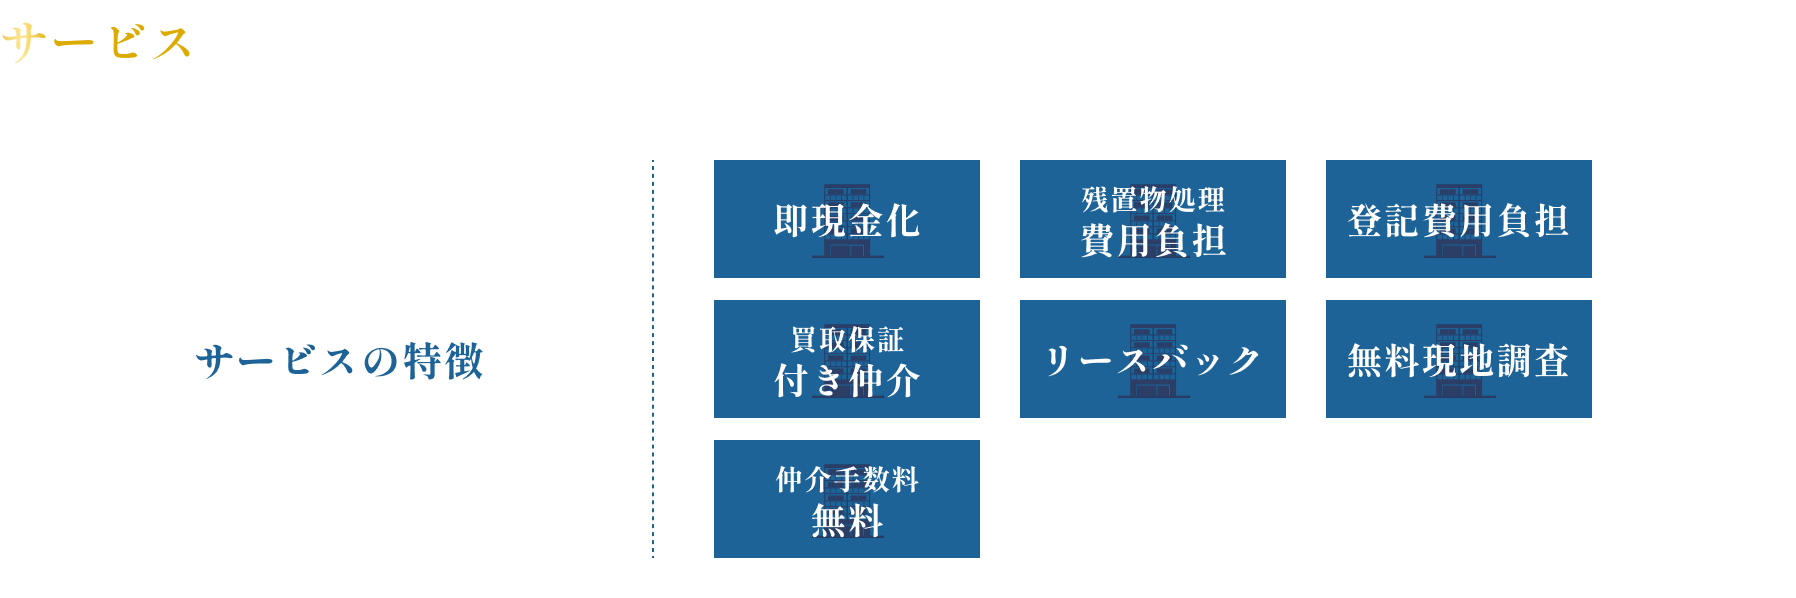 サービス
サービスの特徴
即現金化
残置物処理
費用負担
登記費用負担
買取保証
付き仲介
リースバック
無料現地調査
仲介手数料
無料